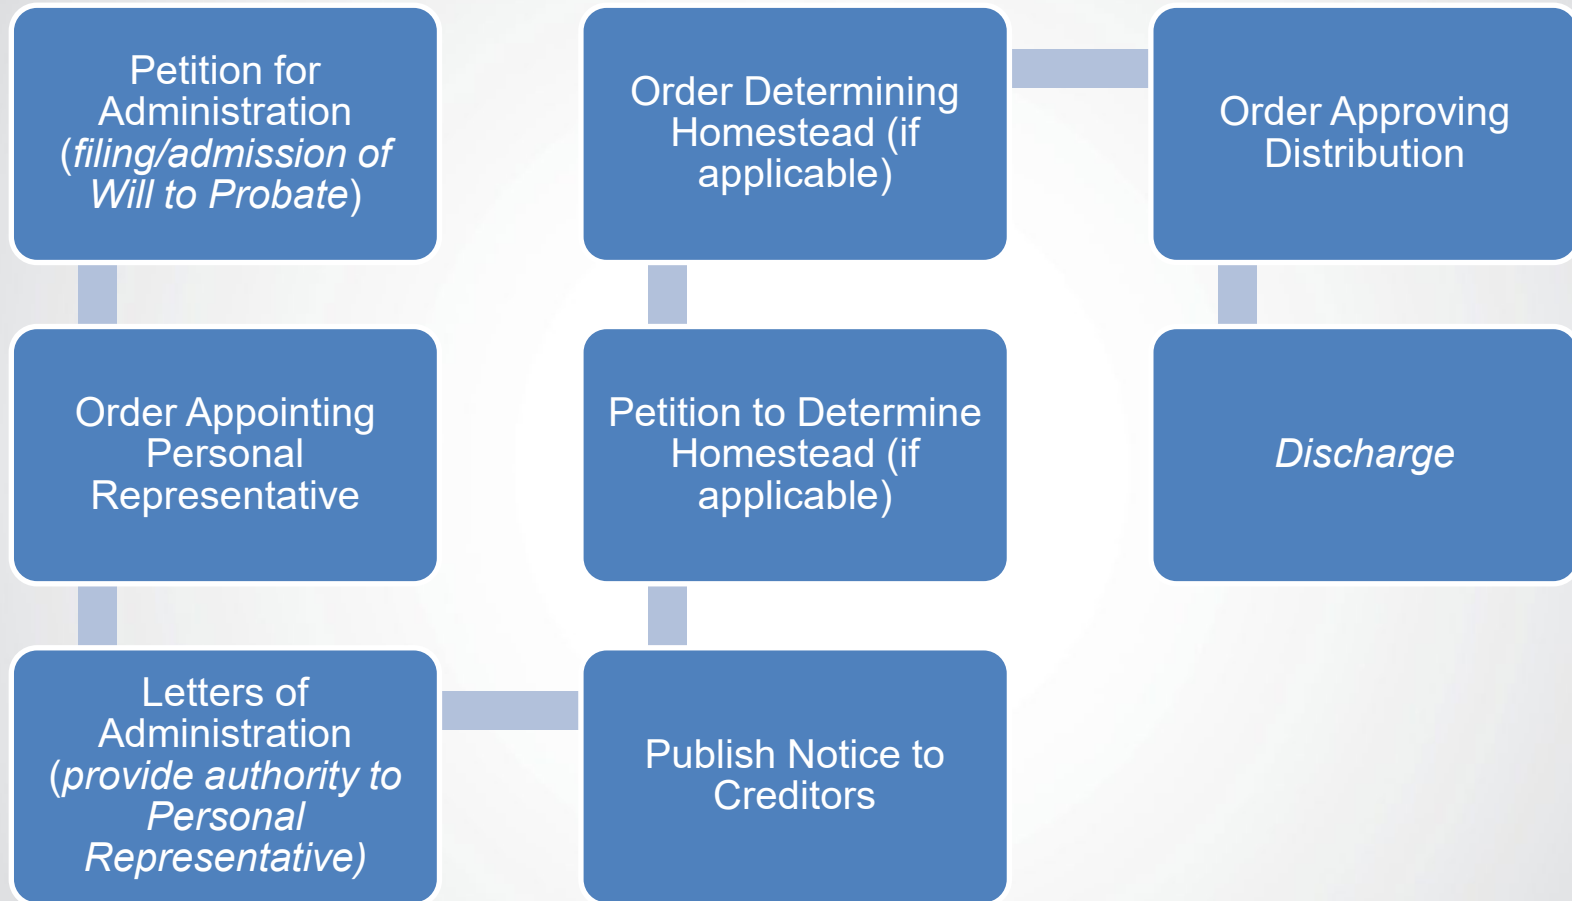 Petition for
Administration
(filing/admission of
Will to Probate)
Order Appointing
Personal
Representative
Letters of
Administration
(provide authority to
Personal
Representative)
Publish Notice to
Creditors
Petition to Determine
Homestead (if
applicable)
Order Determining
Homestead (if
applicable)
Order Approving
Distribution
Discharge